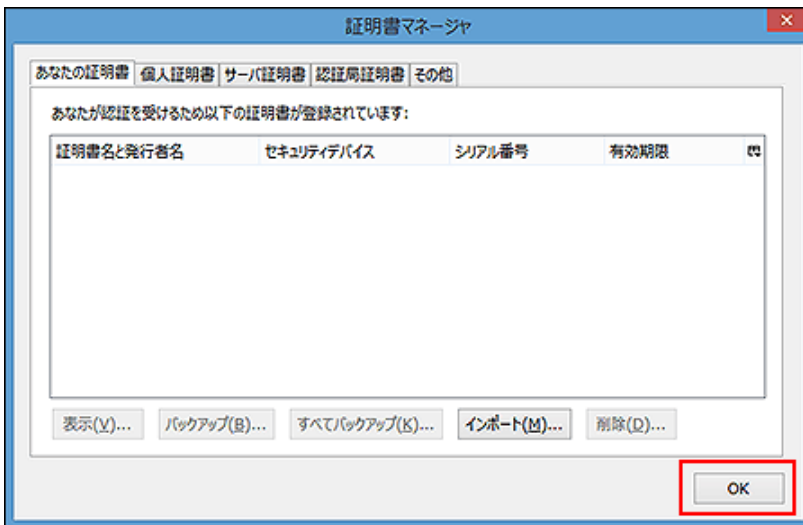 証明書マネージャ
あなたの証明書 個人証明書 サーバ証明書 認証局証明書 その他
あなたが認証を受けるため以下の証明書が登録されています:
証明書名と発行者名 セキュリティデバイス シリアル番号 有効期限
表示(V)... バックアップ(B)... すべてバックアップ(K)... インポート(M)... 削除(D)...
OK